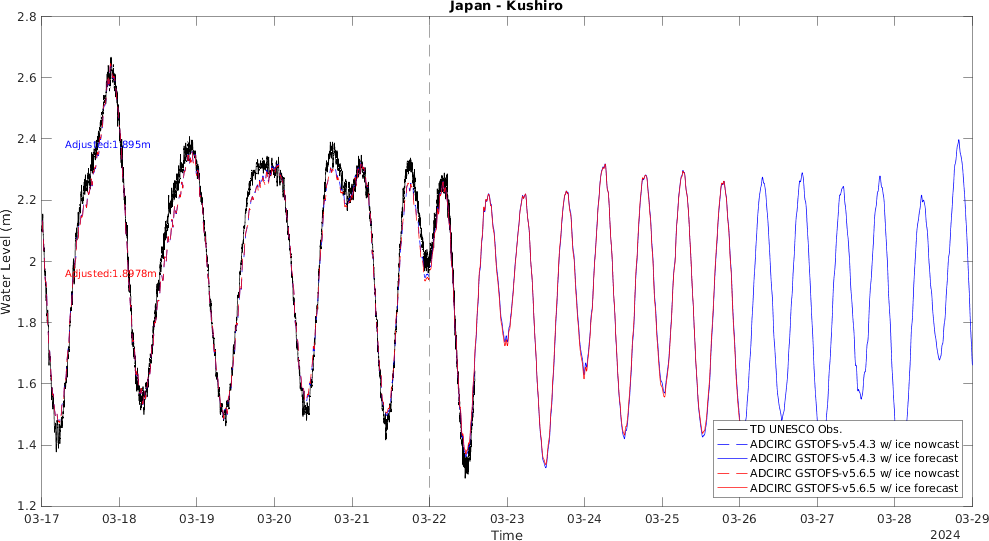 Japan - Kushiro
2.8
2.6
2.4
2.2
2
1.8
1.6
1.4
1.2
Water Level (m)
Adjusted:1.895m
Adjusted:1.8978m
TD UNESCO Obs.
ADCIRC GSTOFS-v5.4.3 w/ ice nowcast
ADCIRC GSTOFS-v5.4.3 w/ ice forecast
ADCIRC GSTOFS-v5.6.5 w/ ice nowcast
ADCIRC GSTOFS-v5.6.5 w/ ice forecast
03-17 03-18 03-19 03-20 03-21 03-22 03-23 03-24 03-25 03-26 03-27 03-28 03-29
Time
2024